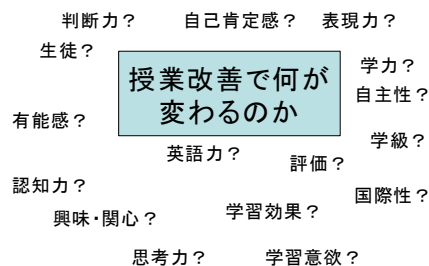 判断力？ 自己肯定感？ 表現力？
生徒？
授業改善で何が
変わるのか
学力？
自主性？
有能感？
学級？
英語力？
評価？
認知力？
国際性？
興味・関心？
学習効果？
思考力？ 学習意欲？